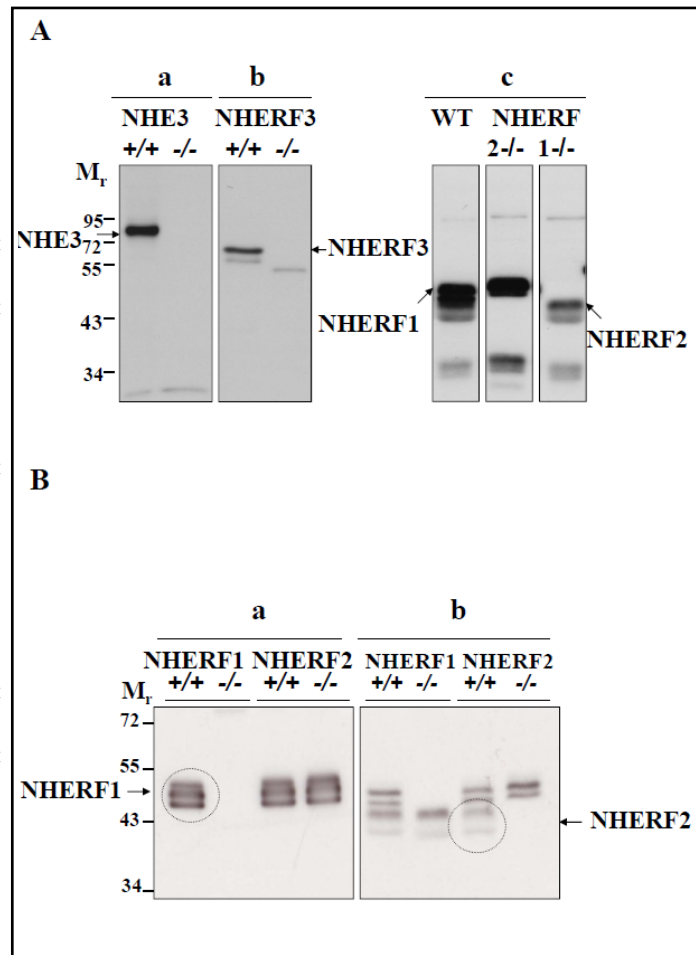 A
a b c
NHE3 NHERF3 WT NHERF
+/+ -/- +/+ -/- 2-/- 1-/-
Mr
95
NHE3
72
NHERF3
55
NHERF1
43
NHERF2
34
B
a b
NHERF1 NHERF2 NHERF1 NHERF2
+/+ -/- +/+ -/- +/+ -/- +/+ -/-
Mr
72
55
NHERF1
43
NHERF2
34